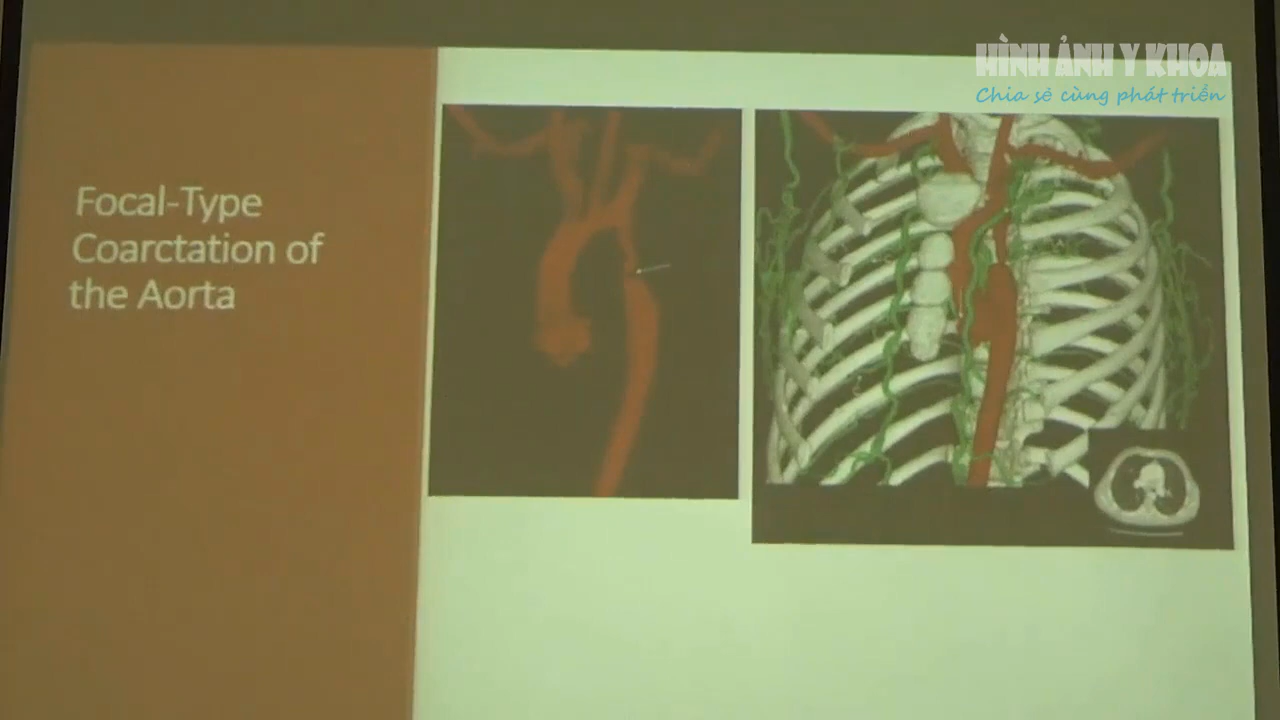 HÌNH ẢNH Y KHOA
Chia sẻ cùng phát triển
Focal-Type
Coarctation of
the Aorta